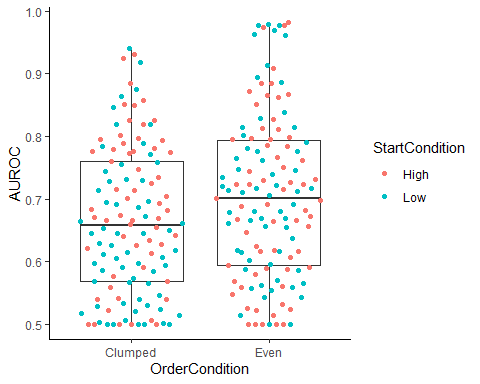 1.0
0.9
0.8
0.7
0.6
0.5
AUROC
Clumped Even
OrderCondition
StartCondition
High
Low